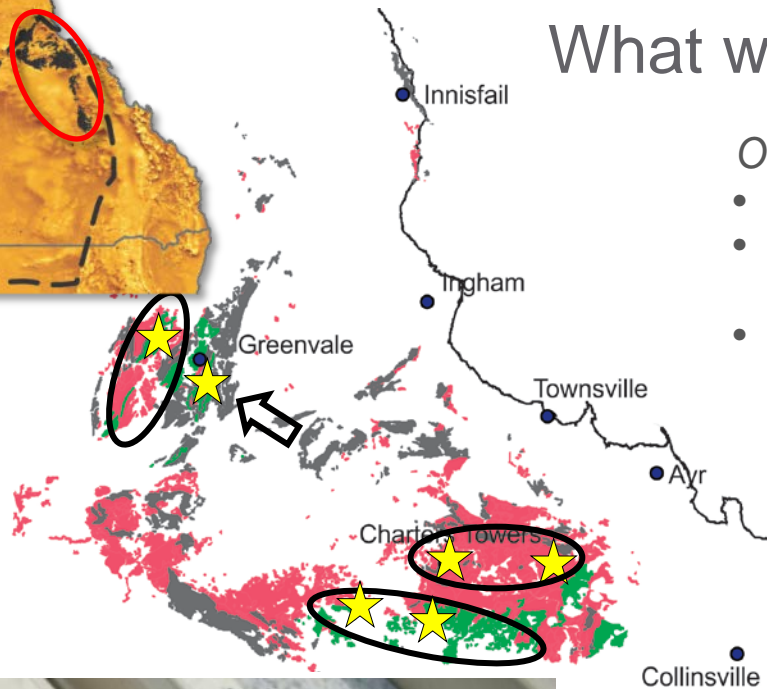 What w
O
•
•
•
Innisfail
Ingham
Greenvale
Townsville
Ayr
Charters Towers
Collinsville